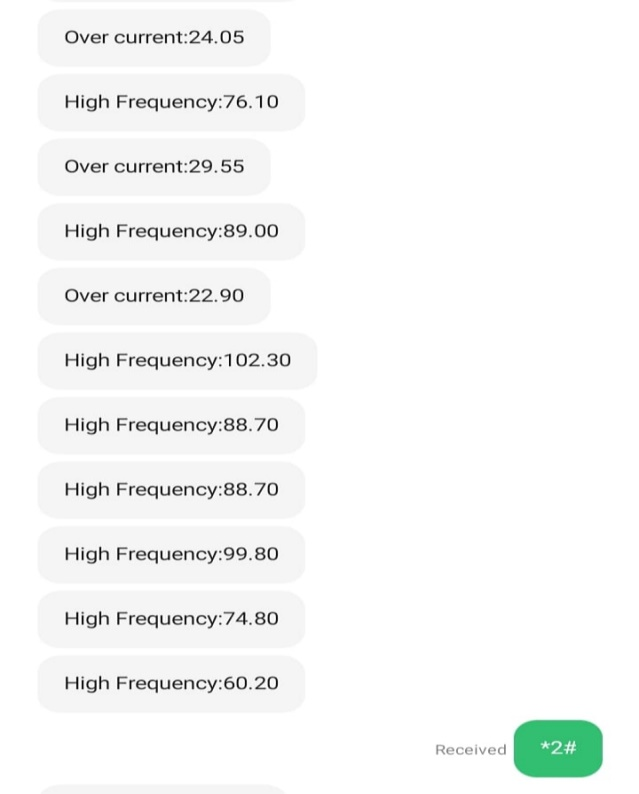 Over current:24.05
High Frequency:76.10
Over current:29.55
High Frequency:89.00
Over current:22.90
High Frequency:102.30
High Frequency:88.70
High Frequency:88.70
High Frequency:99.80
High Frequency:74.80
High Frequency:60.20
Received *2#